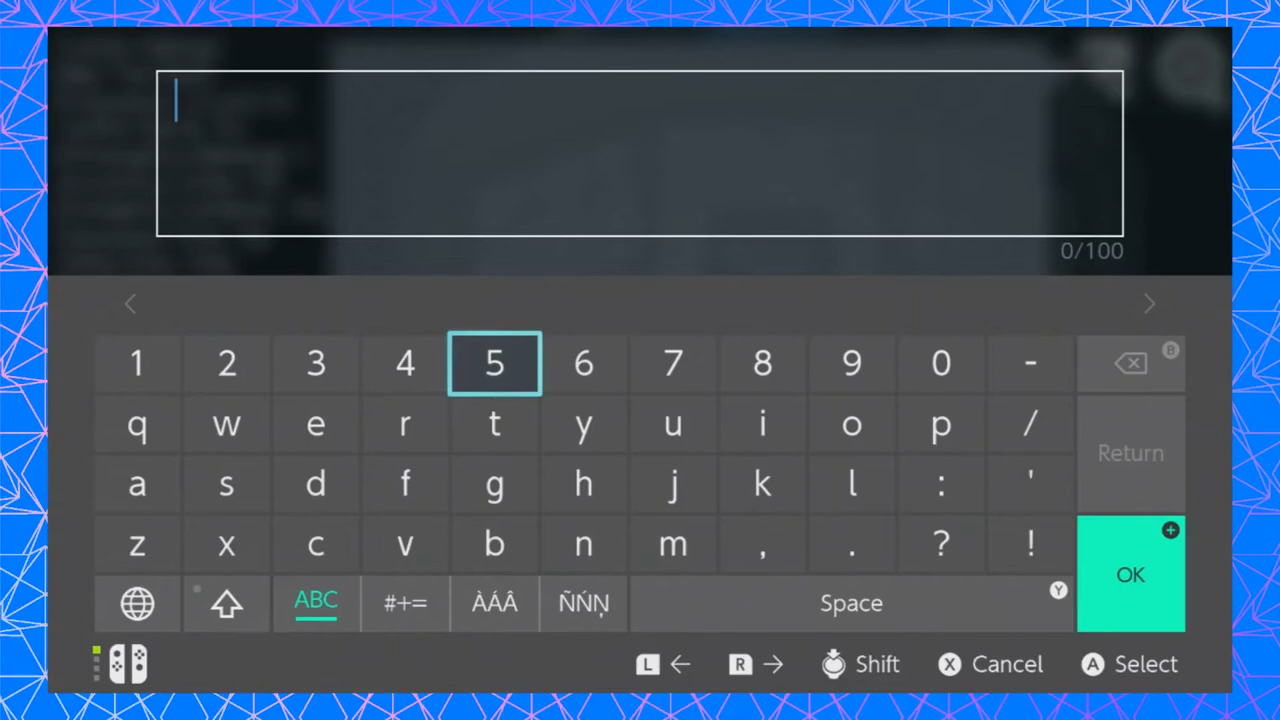 0/100
1 2 3 4 5 6 7 8 9 0 - B
q w e r t y u i o p / Return
a s d f g h j k l : '
z x c v b n m , . ? ! + OK
ABC #+= ÀÁÂ ÑŃŅ Space Y
L ← R → Shift X Cancel A Select